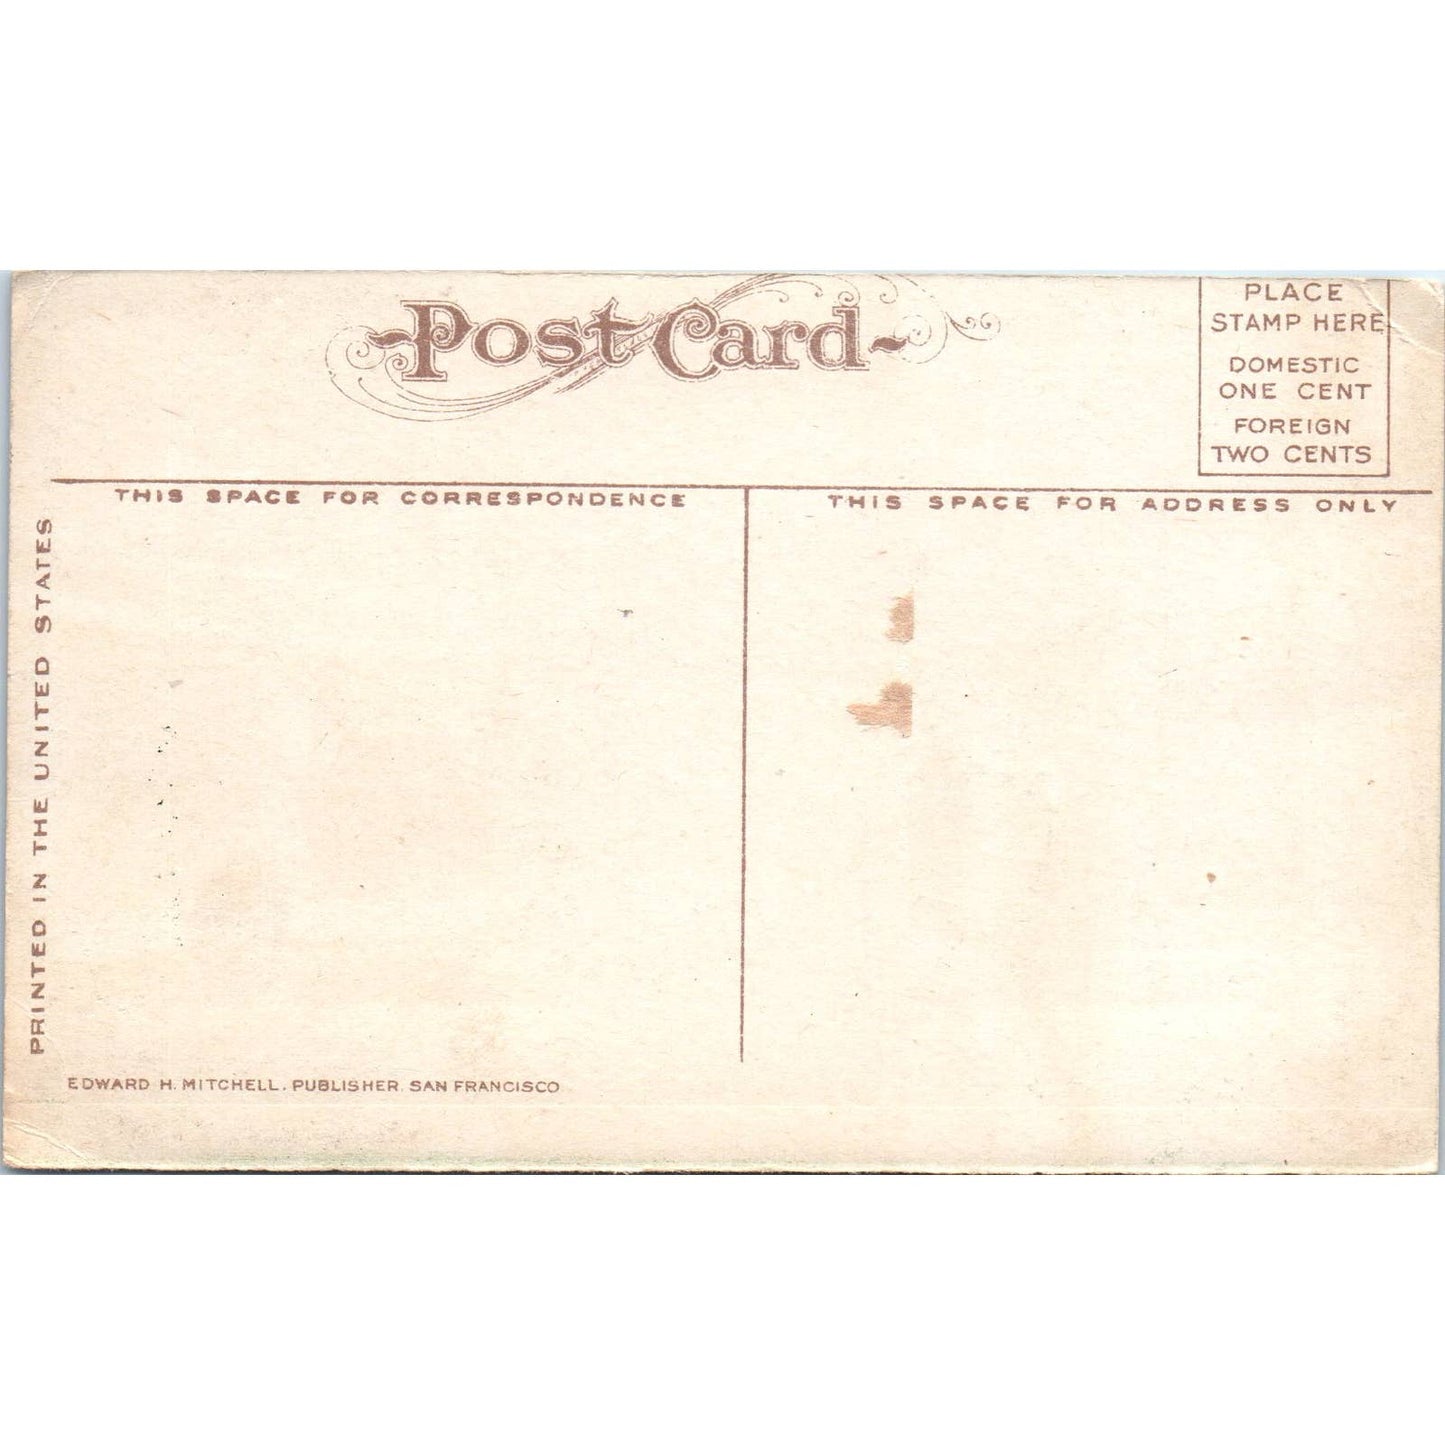 Post Card
PLACE
STAMP HERE
DOMESTIC
ONE CENT
FOREIGN
TWO CENTS
THIS SPACE FOR CORRESPONDENCE
THIS SPACE FOR ADDRESS ONLY
PRINTED IN THE UNITED STATES
EDWARD H. MITCHELL. PUBLISHER. SAN FRANCISCO